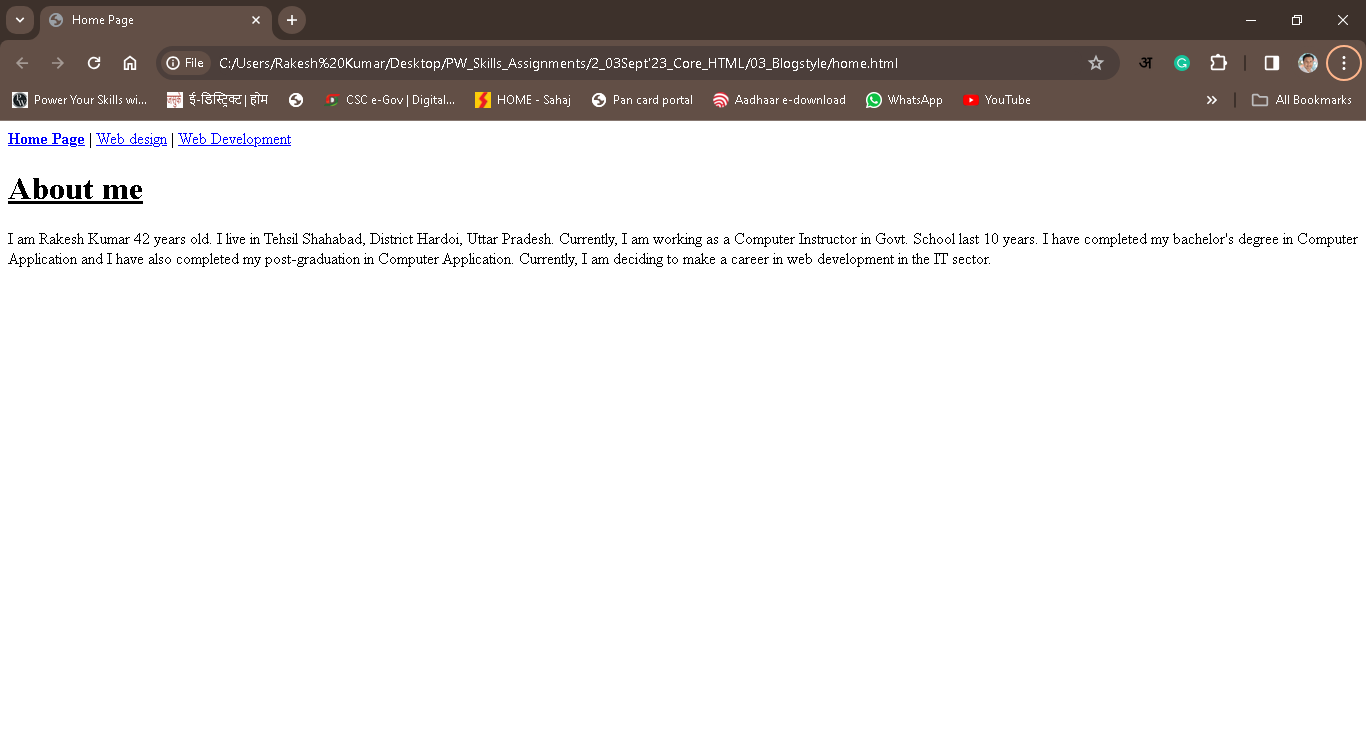 Home Page
File C:/Users/Rakesh%20Kumar/Desktop/PW_Skills_Assignments/2_03Sept'23_Core_HTML/03_Blogstyle/home.html अ G
Power Your Skills wi... ई-डिस्ट्रिक्ट | होम CSC e-Gov | Digital... HOME - Sahaj Pan card portal Aadhaar e-download WhatsApp YouTube » All Bookmarks
Home Page | Web design | Web Development
About me
I am Rakesh Kumar 42 years old. I live in Tehsil Shahabad, District Hardoi, Uttar Pradesh. Currently, I am working as a Computer Instructor in Govt. School last 10 years. I have completed my bachelor's degree in Computer
Application and I have also completed my post-graduation in Computer Application. Currently, I am deciding to make a career in web development in the IT sector.